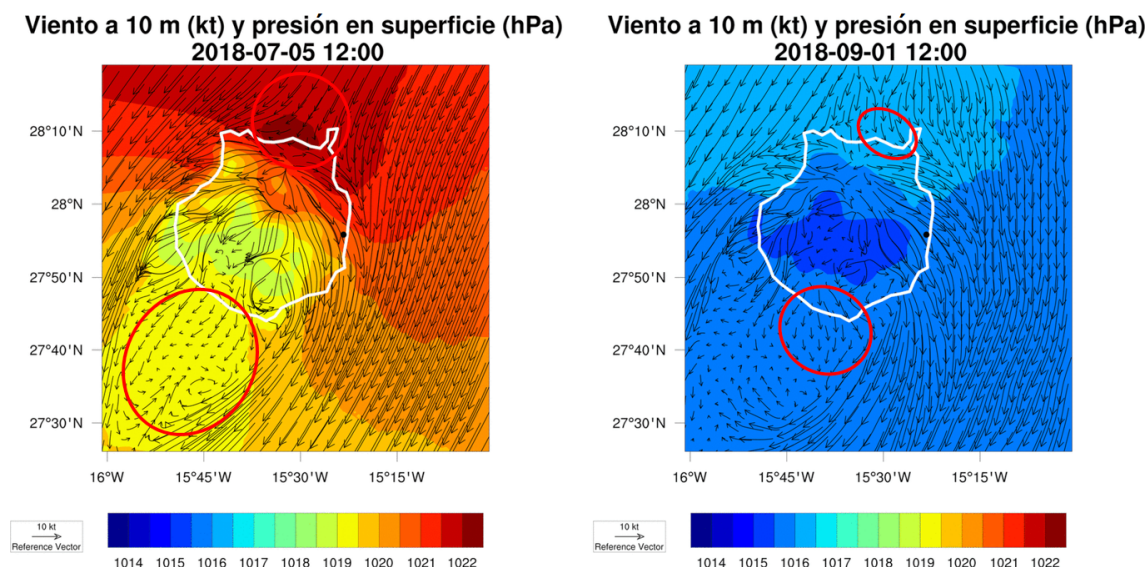 Viento a 10 m (kt) y presión en superficie (hPa)
2018-07-05 12:00
28°10'N
28°N
27°50'N
27°40'N
27°30'N
16°W
15°45'W
15°30'W
15°15'W
10 kt
Reference Vector
1014 1015 1016 1017 1018 1019 1020 1021 1022
Viento a 10 m (kt) y presión en superficie (hPa)
2018-09-01 12:00
28°10'N
28°N
27°50'N
27°40'N
27°30'N
16°W
15°45'W
15°30'W
15°15'W
10 kt
Reference Vector
1014 1015 1016 1017 1018 1019 1020 1021 1022